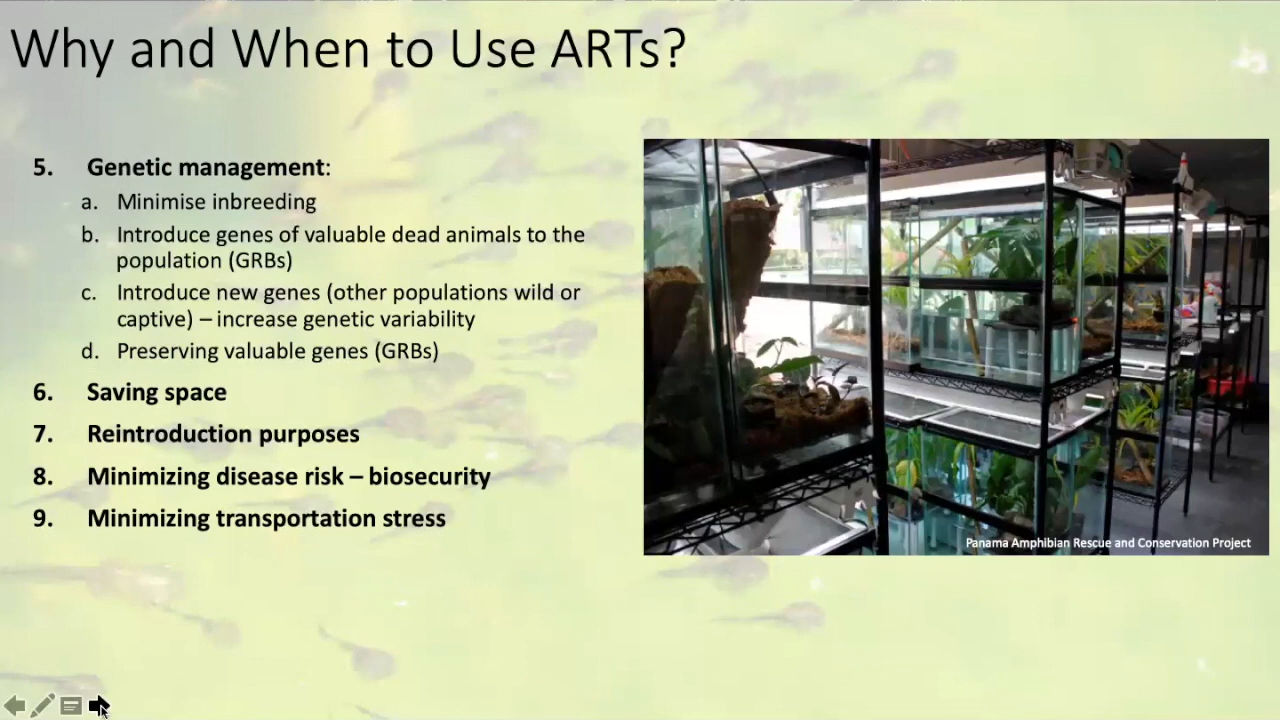 Why and When to Use ARTs?
5. Genetic management:
a. Minimise inbreeding
b. Introduce genes of valuable dead animals to the
population (GRBs)
c. Introduce new genes (other populations wild or
captive) – increase genetic variability
d. Preserving valuable genes (GRBs)
6. Saving space
7. Reintroduction purposes
8. Minimizing disease risk – biosecurity
9. Minimizing transportation stress
Panama Amphibian Rescue and Conservation Project